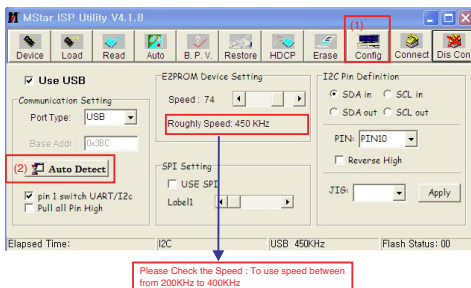 MStar ISP Utility V4.1.8
(1)
Device Load Read Auto B. P. V. Restore HDCP Erase Config Connect Dis Con
Use USB
Communication Setting
Port Type: USB
Base Addr: 0x3BC
(2) Auto Detect
pin 1 switch UART/I2c
Pull all Pin High
E2PROM Device Setting
Speed: 74
Roughly Speed: 450 KHz
SPI Setting
USE SPI
Label1
I2C Pin Definition
SDA in SCL in
SDA out SCL out
PIN: PIN10
Reverse High
JIG: Apply
Elapsed Time: I2C USB 450KHz Flash Status: 00
Please Check the Speed : To use speed between
from 200KHz to 400KHz